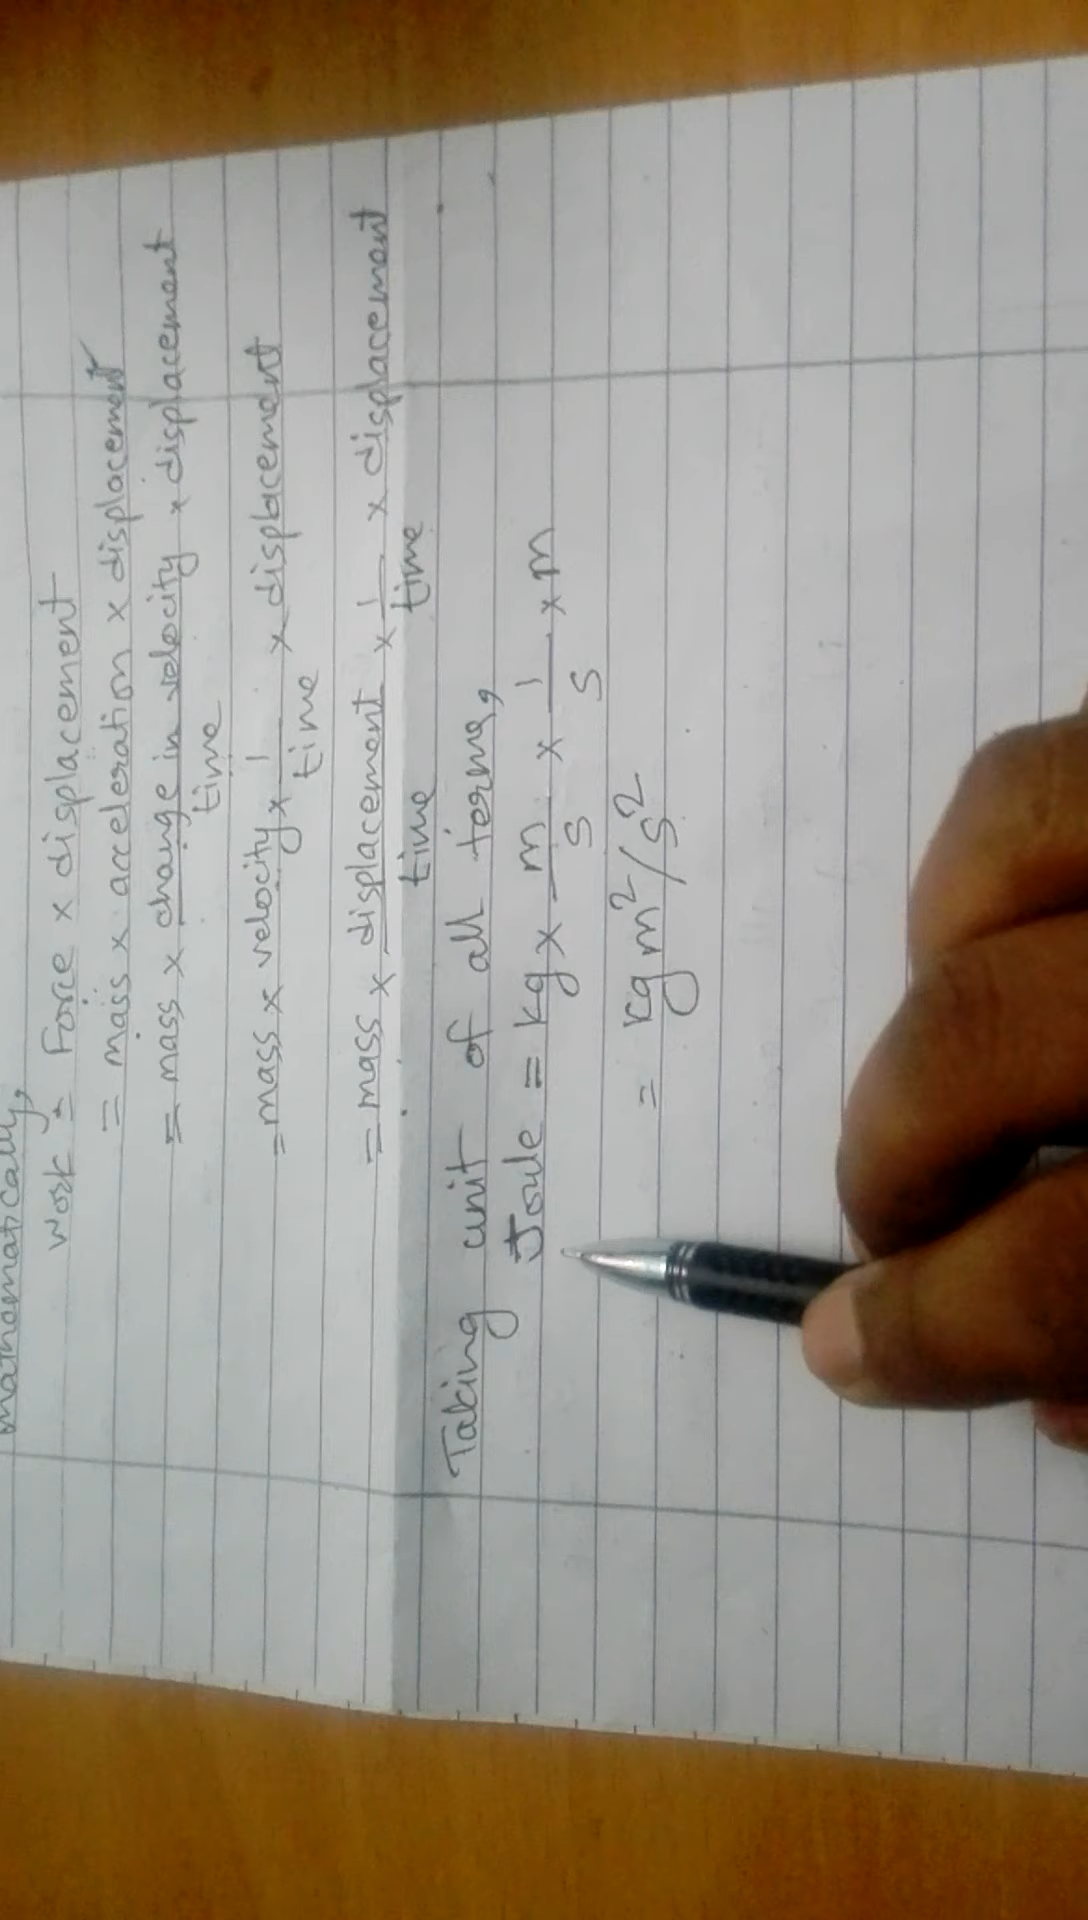 mathematically,
Work = Force × displacement
= mass × acceleration × displacement
= mass × change in velocity/time × displacement
= mass × velocity × 1/time × displacement
= mass × displacement/time × 1/time × displacement
Taking unit of all terms,
Joule = kg × m/s × 1/s × m
= kg m²/s²